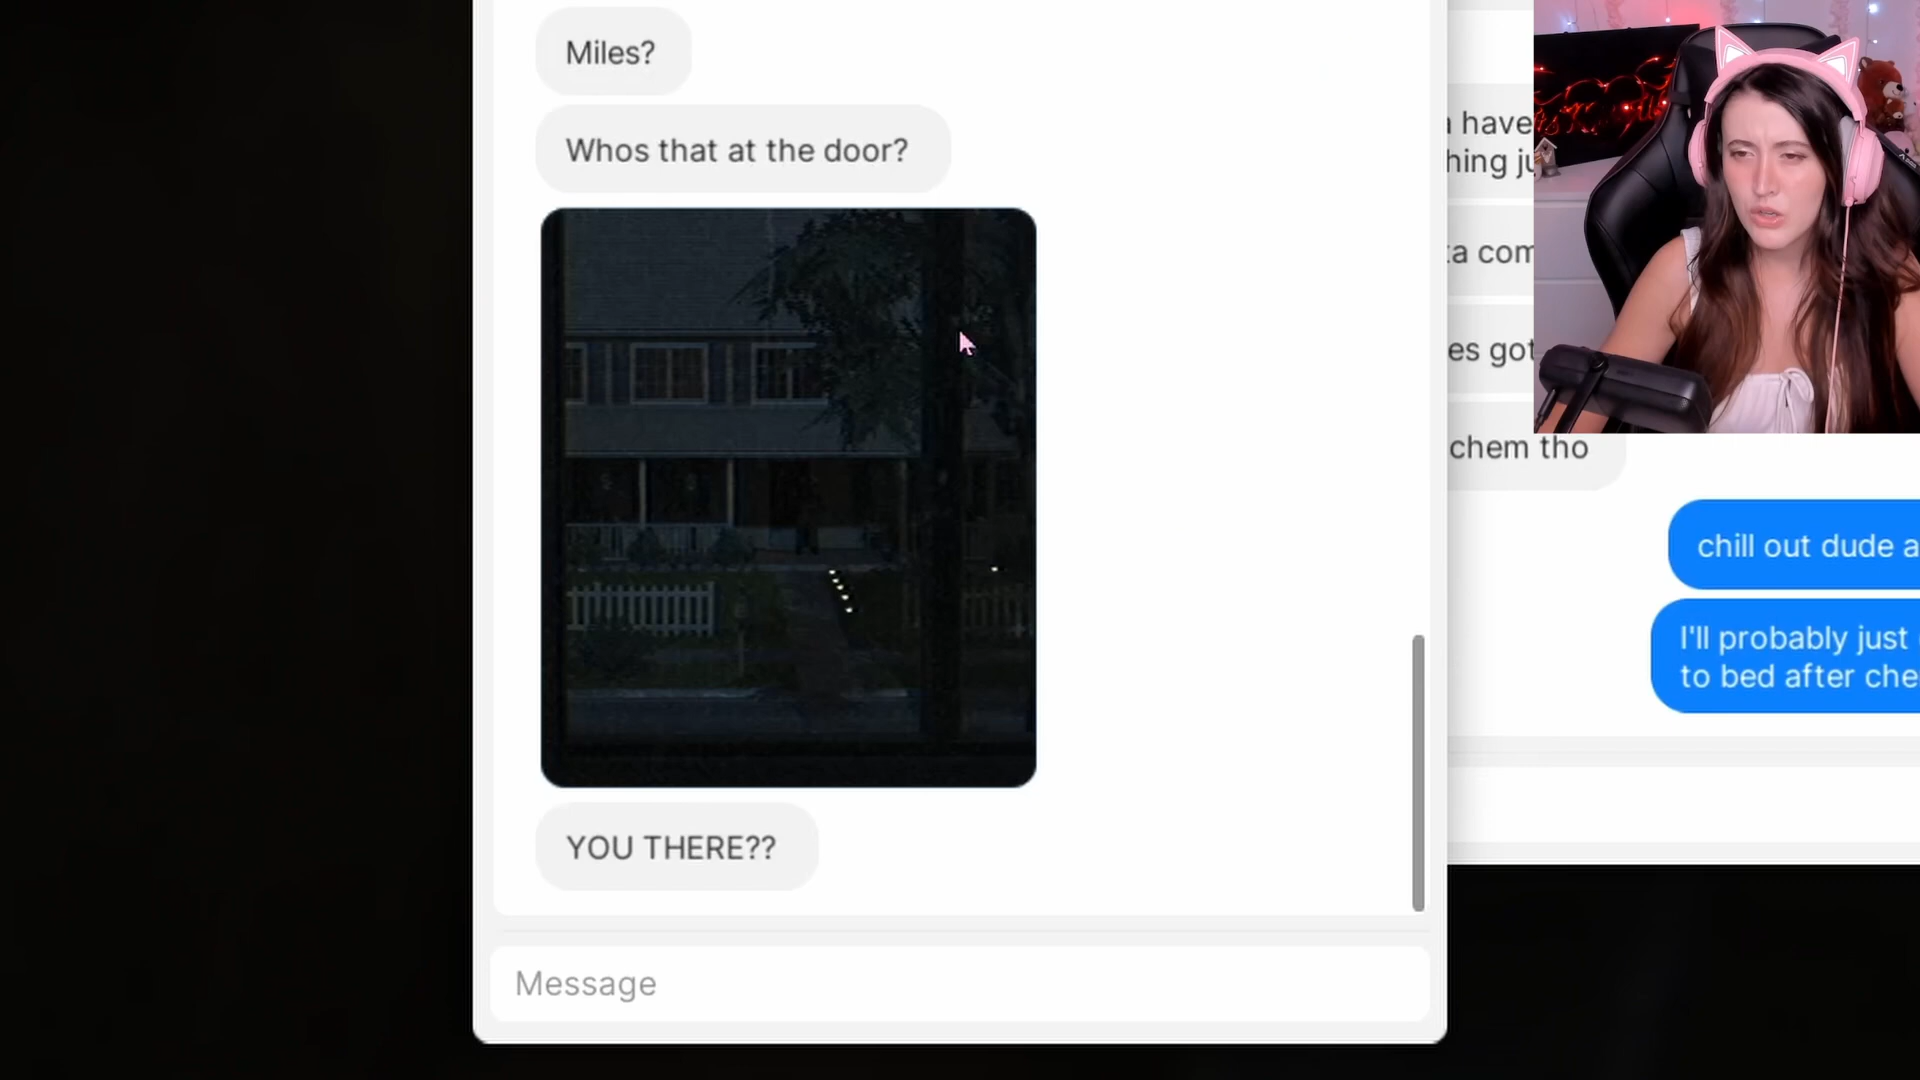 Miles?
Whos that at the door?
YOU THERE??
Message
have
hing ju
ta com
es got
chem tho
chill out dude a
I'll probably just
to bed after che